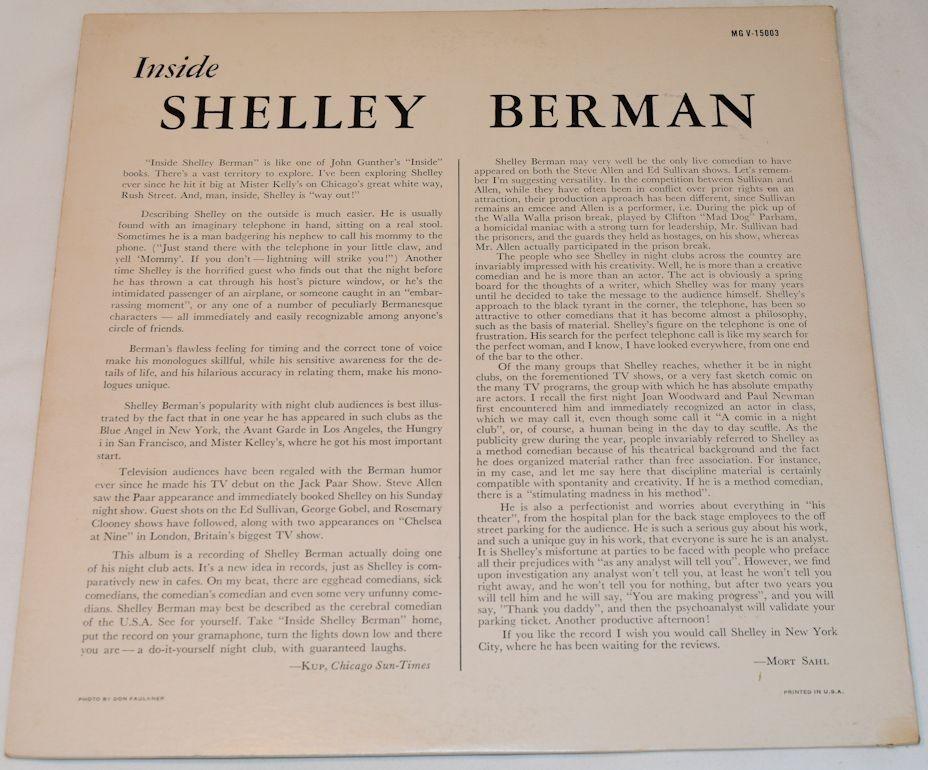 MG V-15003
Inside
SHELLEY BERMAN
"Inside Shelley Berman" is like one of John Gunther's "Inside"
books. There's a vast territory to explore. I've been exploring Shelley
ever since he hit it big at Mister Kelly's on Chicago's great white way,
Rush Street. And, man, inside, Shelley is "way out!"
Describing Shelley on the outside is much easier. He is usually
found with an imaginary telephone in hand, sitting on a real stool.
Sometimes he is a man badgering his nephew to call his mommy to the
phone. ("Just stand there with the telephone in your little claw, and
yell 'Mommy'. If you don't — lightning will strike you!") Another
time Shelley is the horrified guest who finds out that the night before
he has thrown a cat through his host's picture window, or he's the
intimidated passenger of an airplane, or someone caught in an "embar-
rassing moment", or any one of a number of peculiarly Bermanesque
characters — all immediately and easily recognizable among anyone's
circle of friends.
Berman's flawless feeling for timing and the correct tone of voice
make his monologues skillful, while his sensitive awareness for the de-
tails of life, and his hilarious accuracy in relating them, make his mono-
logues unique.
Shelley Berman's popularity with night club audiences is best illus-
trated by the fact that in one year he has appeared in such clubs as the
Blue Angel in New York, the Avant Garde in Los Angeles, the Hungry
i in San Francisco, and Mister Kelley's, where he got his most important
start.
Television audiences have been regaled with the Berman humor
ever since he made his TV debut on the Jack Paar Show. Steve Allen
saw the Paar appearance and immediately booked Shelley on his Sunday
night show. Guest shots on the Ed Sullivan, George Gobel, and Rosemary
Clooney shows have followed, along with two appearances on "Chelsea
at Nine" in London, Britain's biggest TV show.
This album is a recording of Shelley Berman actually doing one
of his night club acts. It's a new idea in records, just as Shelley is com-
paratively new in cafes. On my beat, there are egghead comedians, sick
comedians, the comedian's comedian and even some very unfunny come-
dians. Shelley Berman may best be described as the cerebral comedian
of the U.S.A. See for yourself. Take "Inside Shelley Berman" home,
put the record on your gramaphone, turn the lights down low and there
you are — a do-it-yourself night club, with guaranteed laughs.
—KUP, Chicago Sun-Times
PHOTO BY DON FAULKNER
Shelley Berman may very well be the only live comedian to have
appeared on both the Steve Allen and Ed Sullivan shows. Let's remem-
ber I'm suggesting versatility. In the competition between Sullivan and
Allen, while they have often been in conflict over prior rights on an
attraction, their production approach has been different, since Sullivan
remains an emcee and Allen is a performer, i.e. During the pick up of
the Walla Walla prison break, played by Clifton "Mad Dog" Parham,
a homicidal maniac with a strong turn for leadership, Mr. Sullivan had
the prisoners, and the guards they held as hostages, on his show, whereas
Mr. Allen actually participated in the prison break.
The people who see Shelley in night clubs across the country are
invariably impressed with his creativity. Well, he is more than a creative
comedian and he is more than an actor. The act is obviously a spring
board for the thoughts of a writer, which Shelley was for many years
until he decided to take the message to the audience himself. Shelley's
approach to the black tyrant in the corner, the telephone, has been so
attractive to other comedians that it has become almost a philosophy,
such as the basis of material. Shelley's figure on the telephone is one of
frustration. His search for the perfect telephone call is like my search for
the perfect woman, and I know, I have looked everywhere, from one end
of the bar to the other.
Of the many groups that Shelley reaches, whether it be in night
clubs, on the forementioned TV shows, or a very fast sketch comic on
the many TV programs, the group with which he has absolute empathy
are actors. I recall the first night Joan Woodward and Paul Newman
first encountered him and immediately recognized an actor in class,
which we may call it, even though some call it "A comic in a night
club", or, of course, a human being in the day to day scuffle. As the
publicity grew during the year, people invariably referred to Shelley as
a method comedian because of his theatrical background and the fact
he does organized material rather than free association. For instance,
in my case, and let me say here that discipline material is certainly
compatible with spontanity and creativity. If he is a method comedian,
there is a "stimulating madness in his method".
He is also a perfectionist and worries about everything in "his
theater", from the hospital plan for the back stage employees to the off
street parking for the audience. He is such a serious guy about his work,
and such a unique guy in his work, that everyone is sure he is an analyst.
It is Shelley's misfortune at parties to be faced with people who preface
all their prejudices with "as any analyst will tell you". However, we find
upon investigation any analyst won't tell you, at least he won't tell you
right away, and he won't tell you for nothing, but after two years you
will tell him and he will say, "You are making progress", and you will
say, "Thank you daddy", and then the psychoanalyst will validate your
parking ticket. Another productive afternoon!
If you like the record I wish you would call Shelley in New York
City, where he has been waiting for the reviews.
—MORT SAHL
PRINTED IN U.S.A.